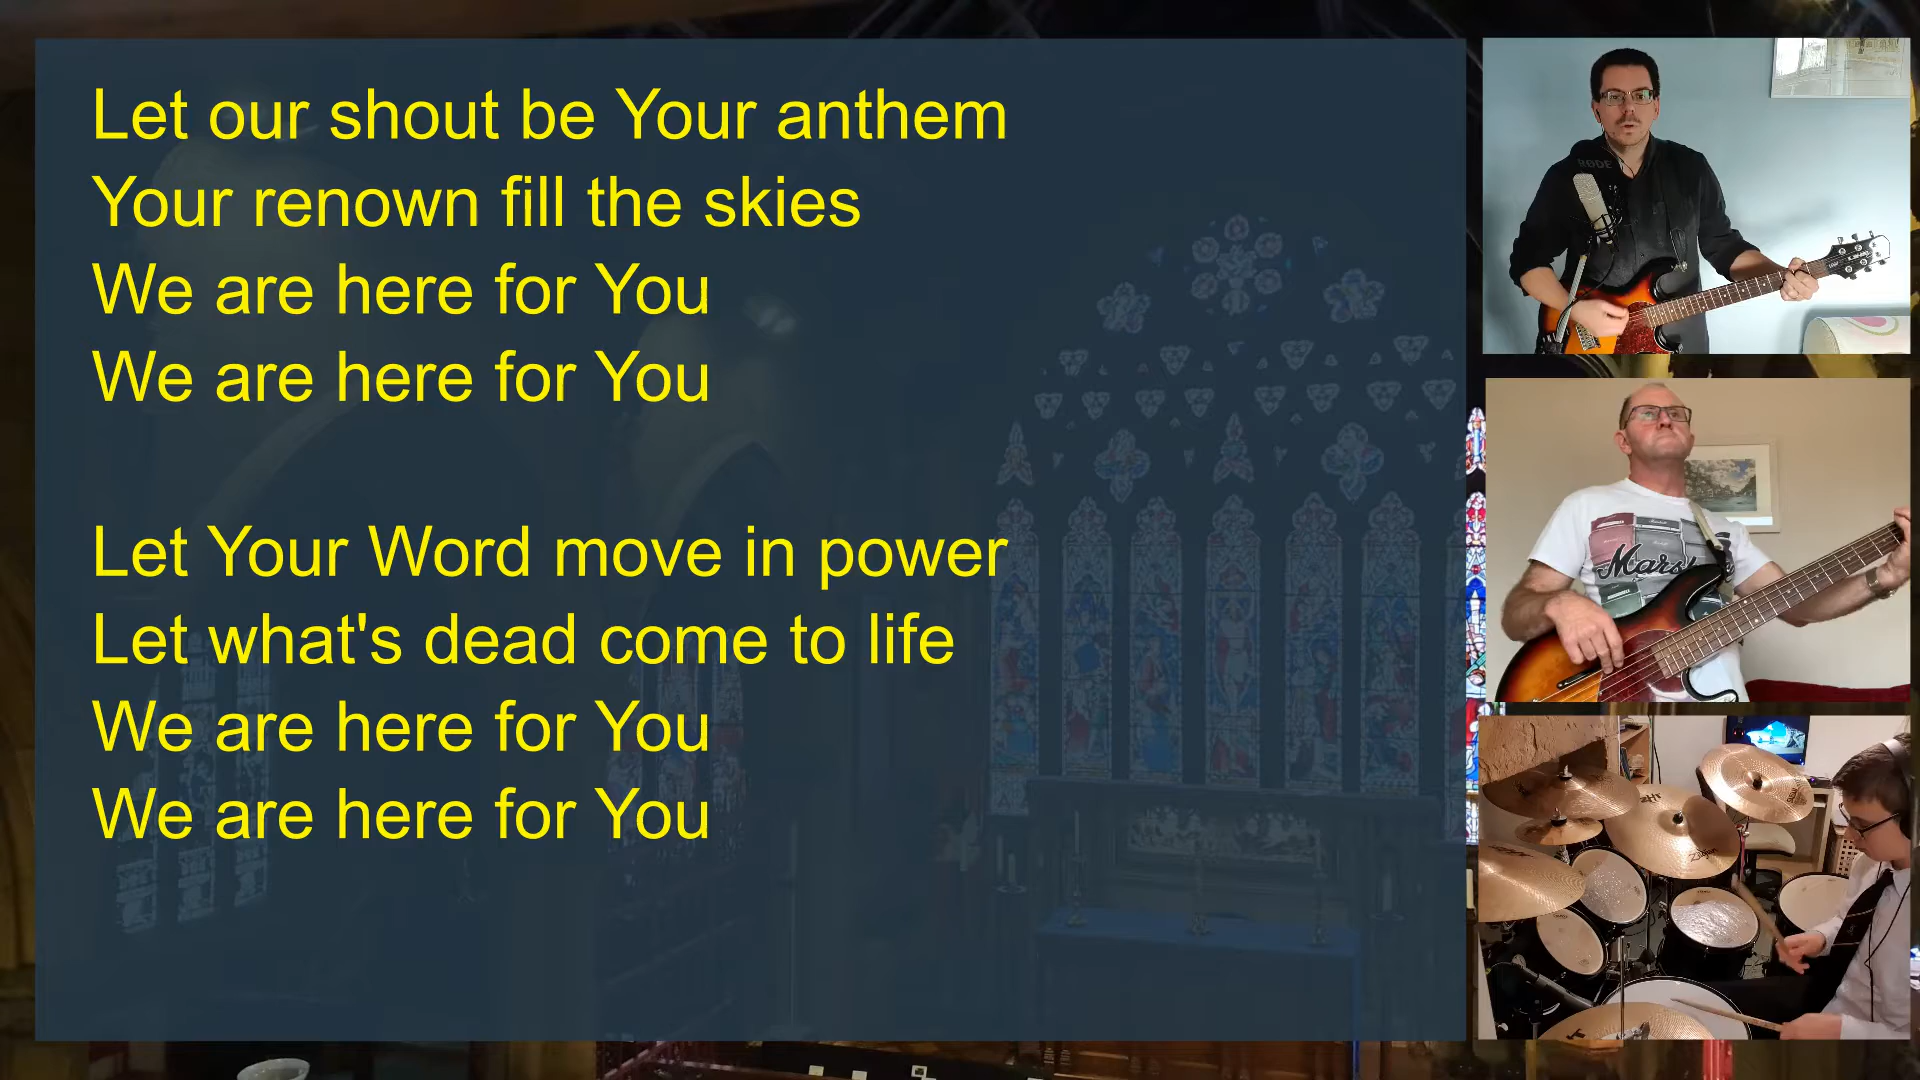 Let our shout be Your anthem
Your renown fill the skies
We are here for You
We are here for You
Let Your Word move in power
Let what's dead come to life
We are here for You
We are here for You
RØDE